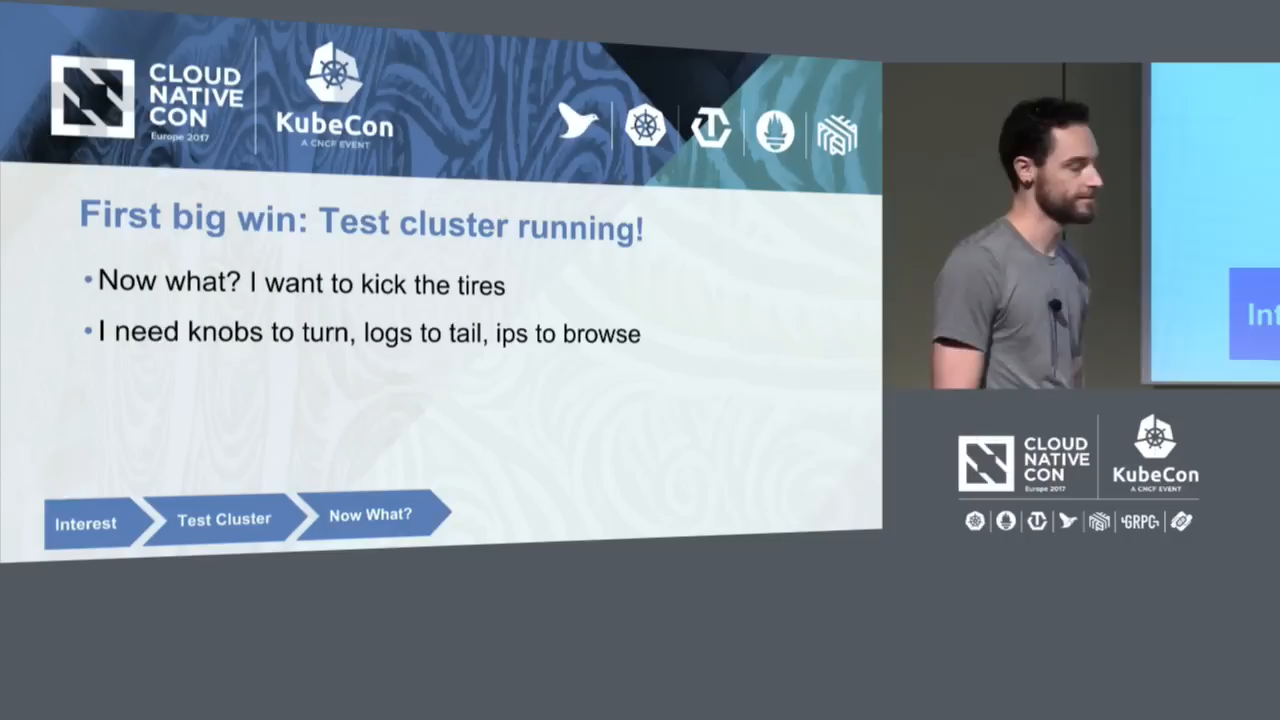 CLOUD
NATIVE
CON
Europe 2017
KubeCon
A CNCF EVENT
First big win: Test cluster running!
•Now what? I want to kick the tires
•I need knobs to turn, logs to tail, ips to browse
Interest
Test Cluster
Now What?
Int
CLOUD
NATIVE
CON
Europe 2017
KubeCon
A CNCF EVENT
GRPC